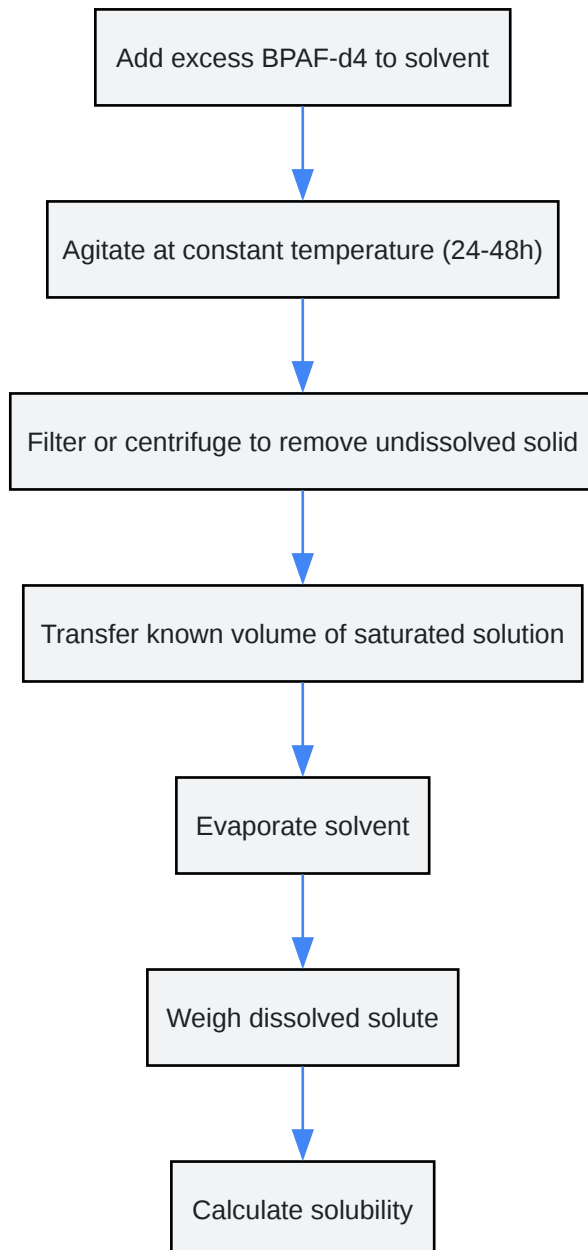 Add excess BPAF-d4 to solvent
Agitate at constant temperature (24-48h)
Filter or centrifuge to remove undissolved solid
Transfer known volume of saturated solution
Evaporate solvent
Weigh dissolved solute
Calculate solubility